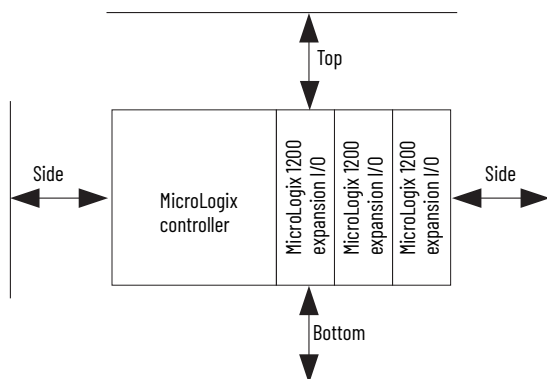 Top
Side
MicroLogix
controller
MicroLogix 1200
expansion I/O
MicroLogix 1200
expansion I/O
MicroLogix 1200
expansion I/O
Side
Bottom